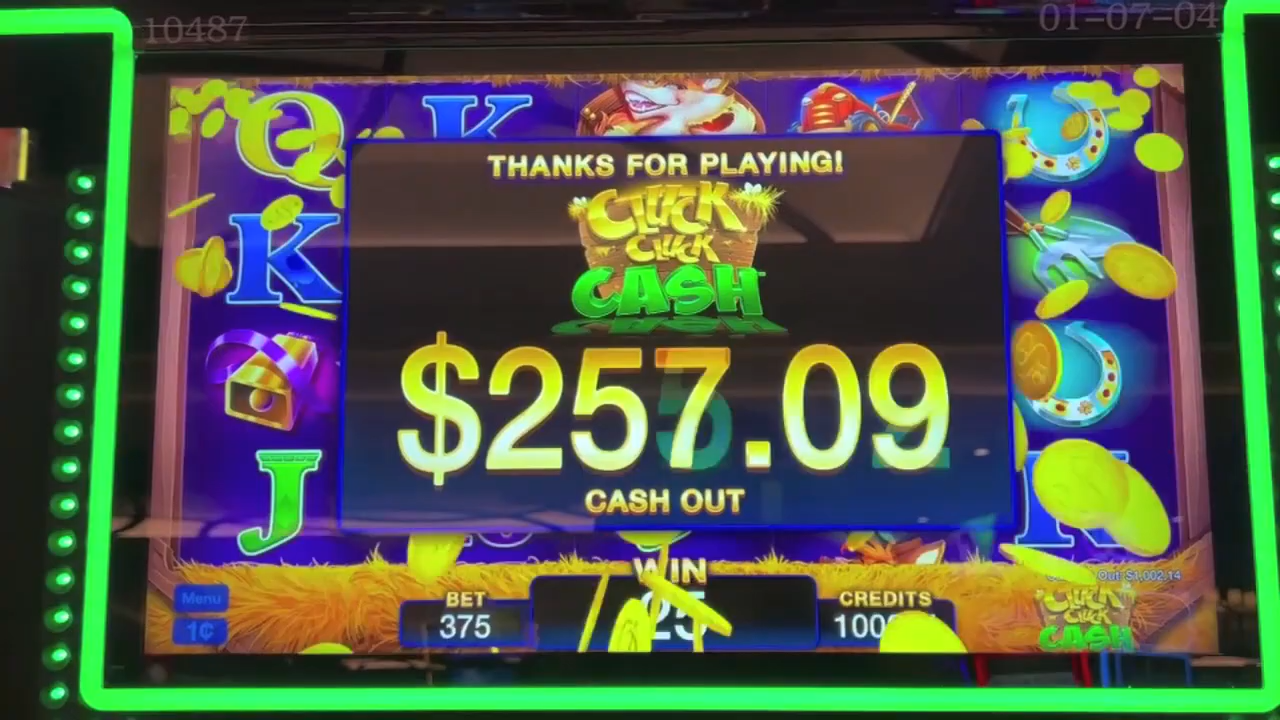 10487
01-07-04
THANKS FOR PLAYING!
CLUCK
CLUCK
CASH
$257.09
CASH OUT
Q
K
K
J
WIN
25
BET
375
CREDITS
Menu
1¢
Out: $1,002.14
CLUCK
CLUCK
CASH